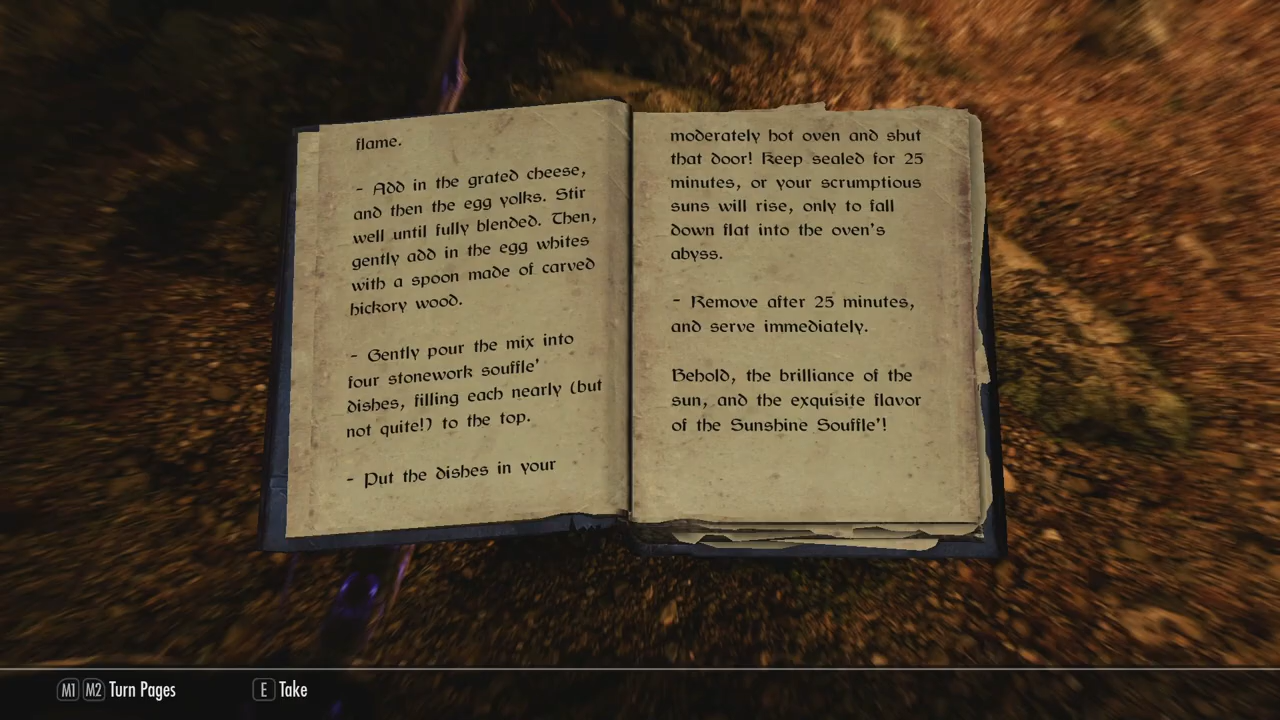 flame.
- Add in the grated cheese,
and then the egg yolks. Stir
well until fully blended. Then,
gently add in the egg whites
with a spoon made of carved
hickory wood.
- Gently pour the mix into
four stonework souffle'
dishes, filling each nearly (but
not quite!) to the top.
- Put the dishes in your
moderately hot oven and shut
that door! Keep sealed for 25
minutes, or your scrumptious
suns will rise, only to fall
down flat into the oven's
abyss.
- Remove after 25 minutes,
and serve immediately.
Behold, the brilliance of the
sun, and the exquisite flavor
of the Sunshine Souffle'!
M1 M2 Turn Pages
E Take